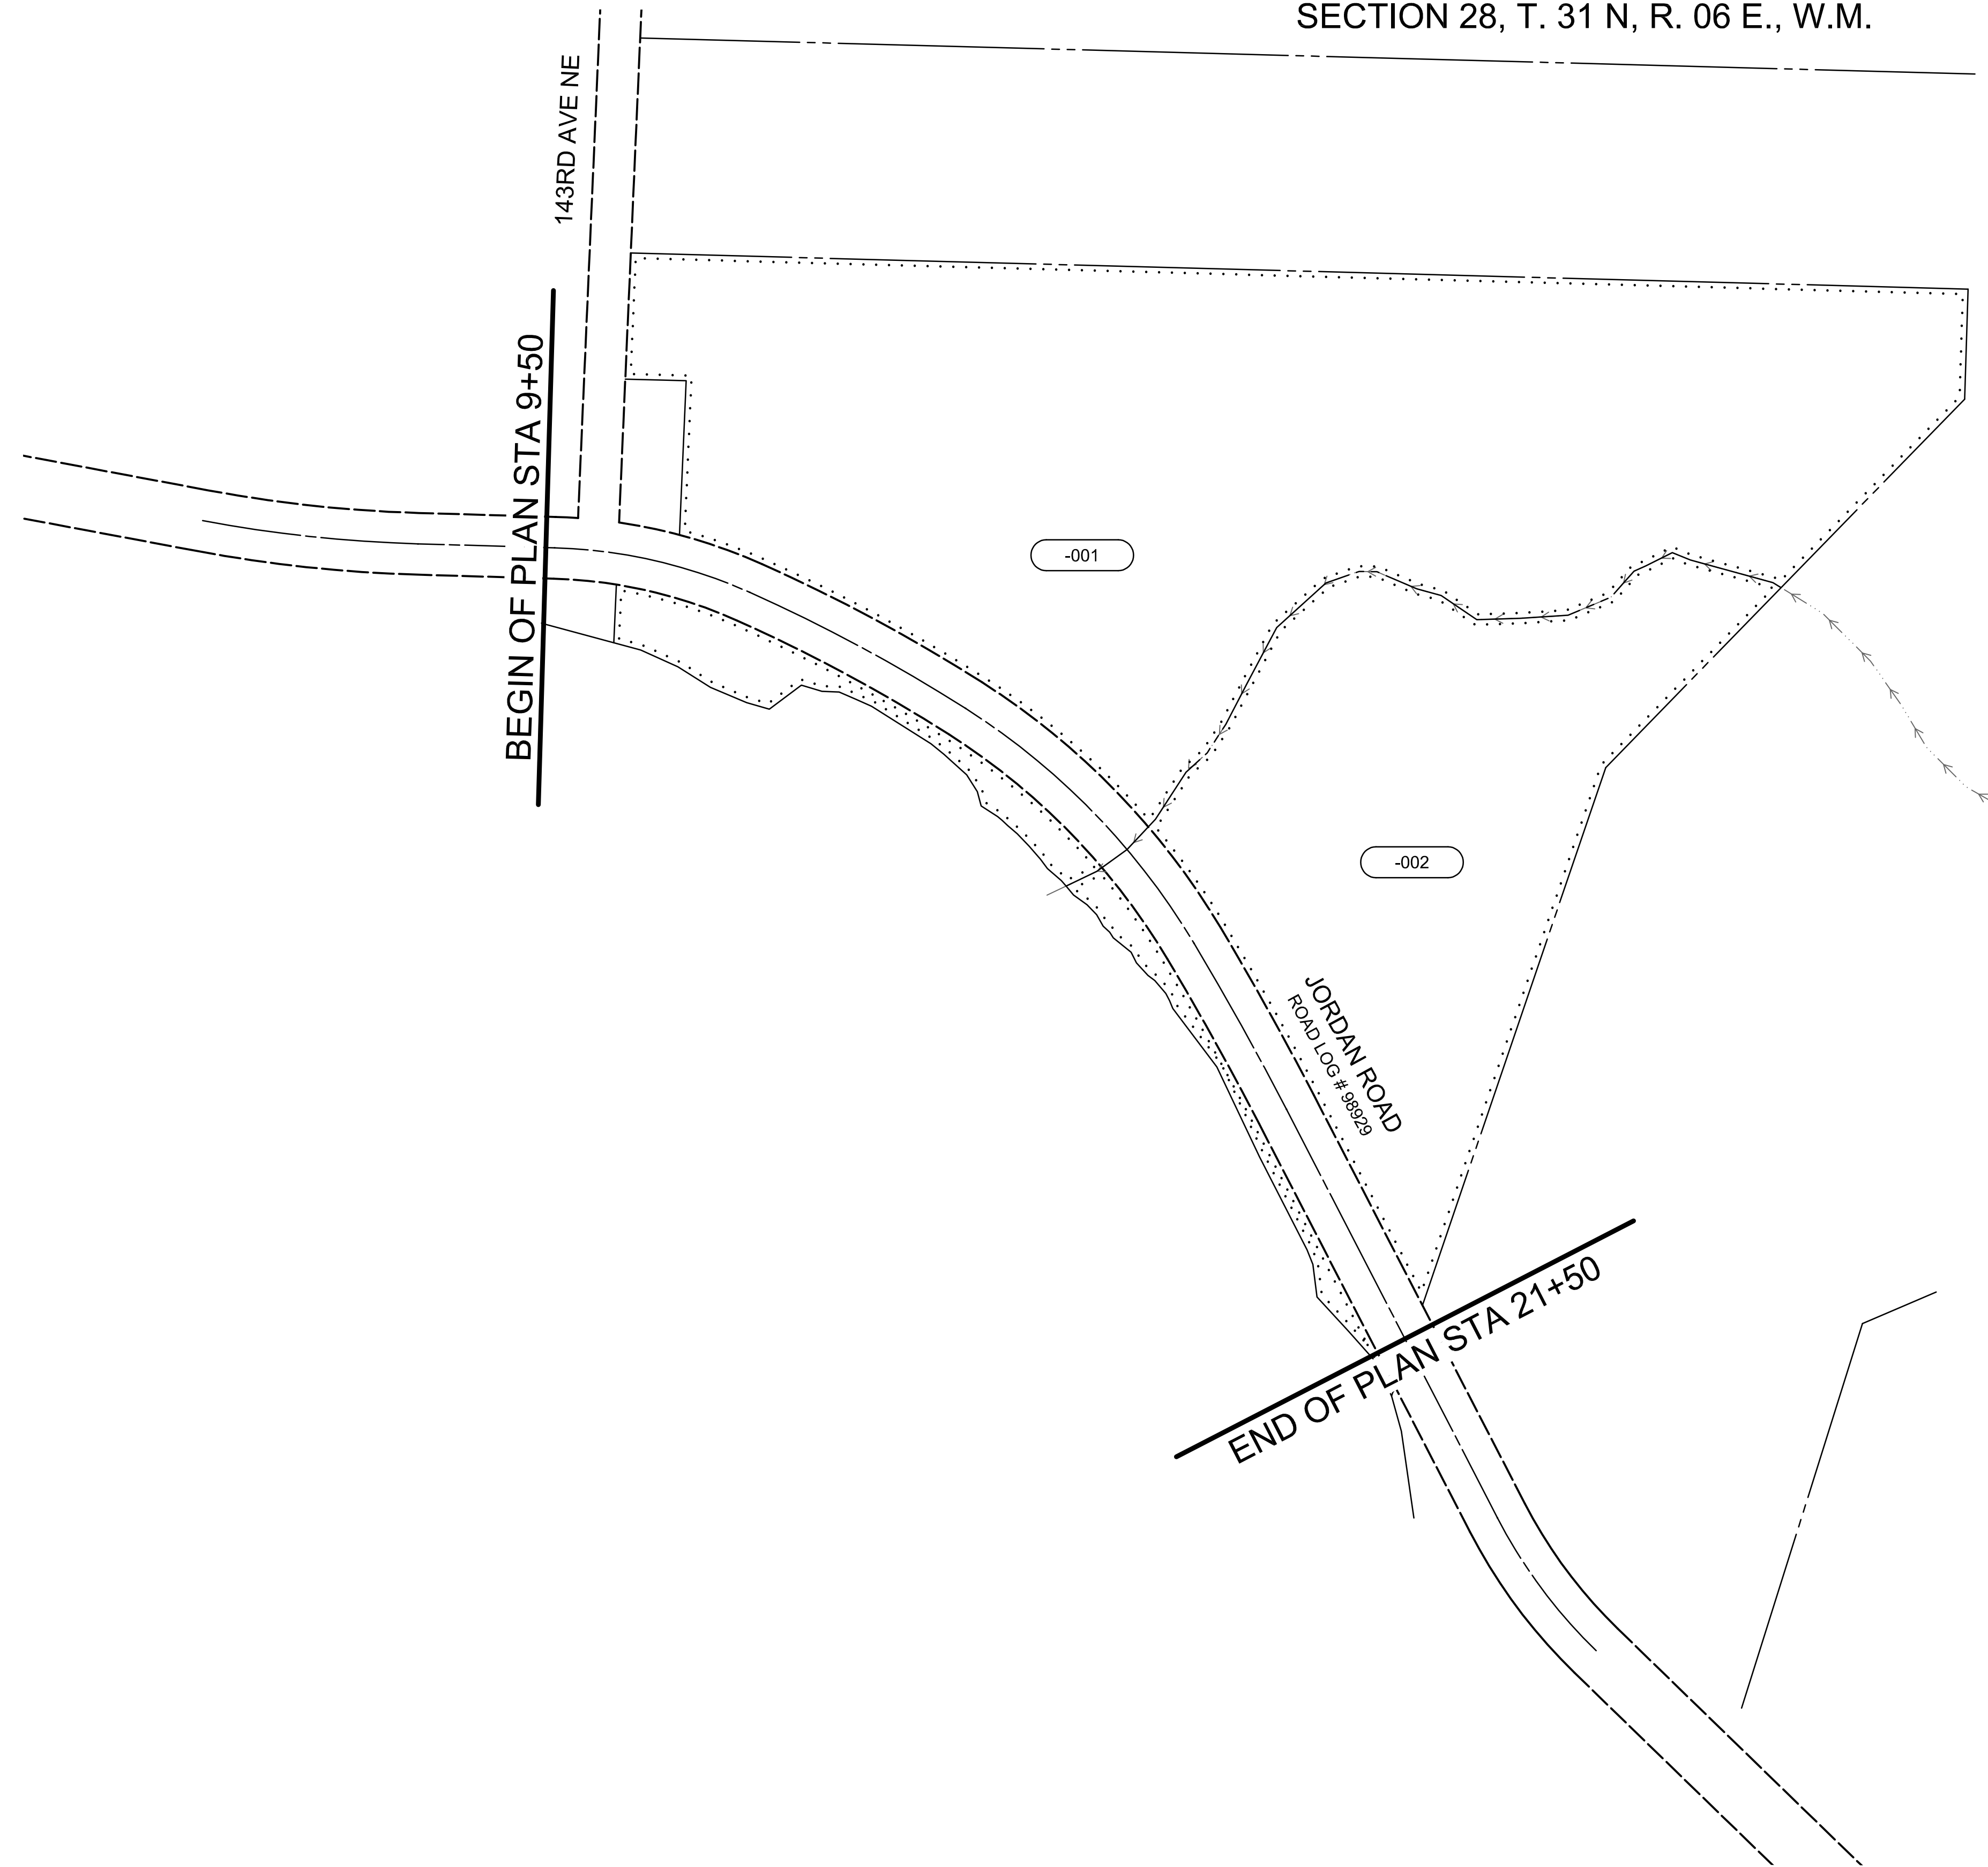 SECTION 28, T. 31 N, R. 06 E., W.M.
143RD AVE NE
BEGIN OF PLAN STA 9+50
-001
-002
JORDAN ROAD
ROAD LOG # 98929
END OF PLAN STA 21+50